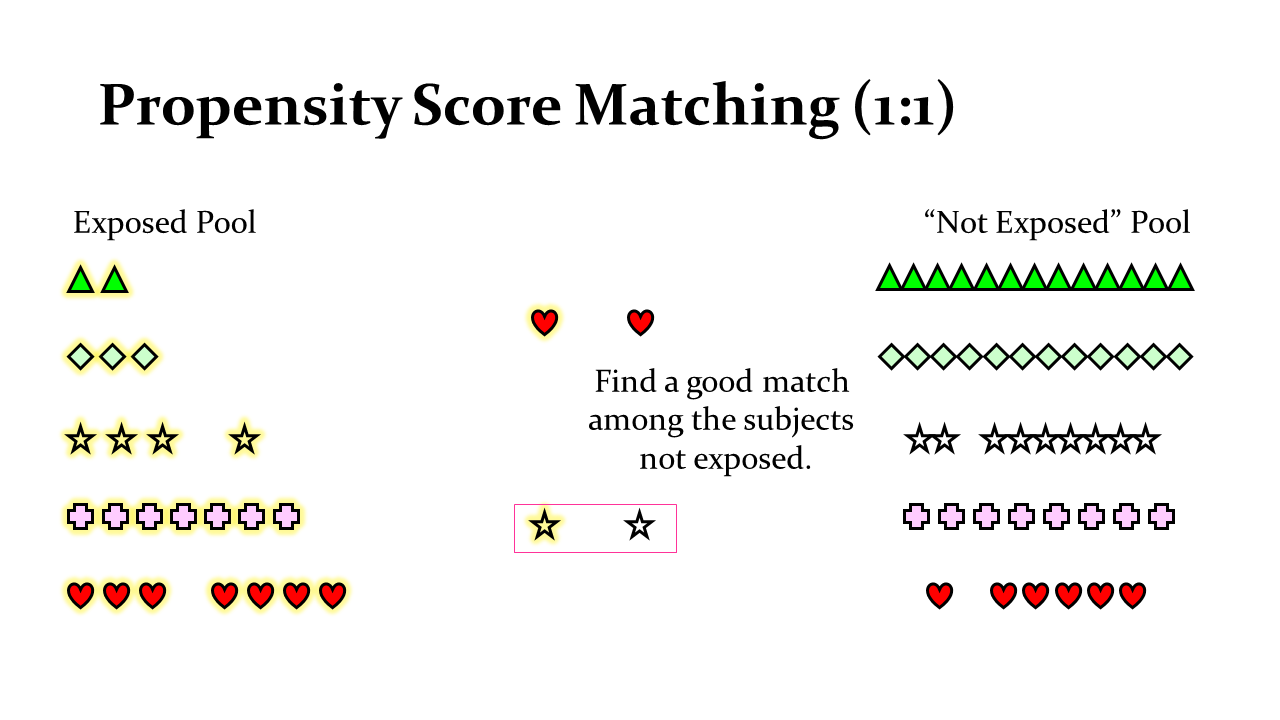 Propensity Score Matching (1:1)
Exposed Pool
“Not Exposed” Pool
Find a good match
among the subjects
not exposed.